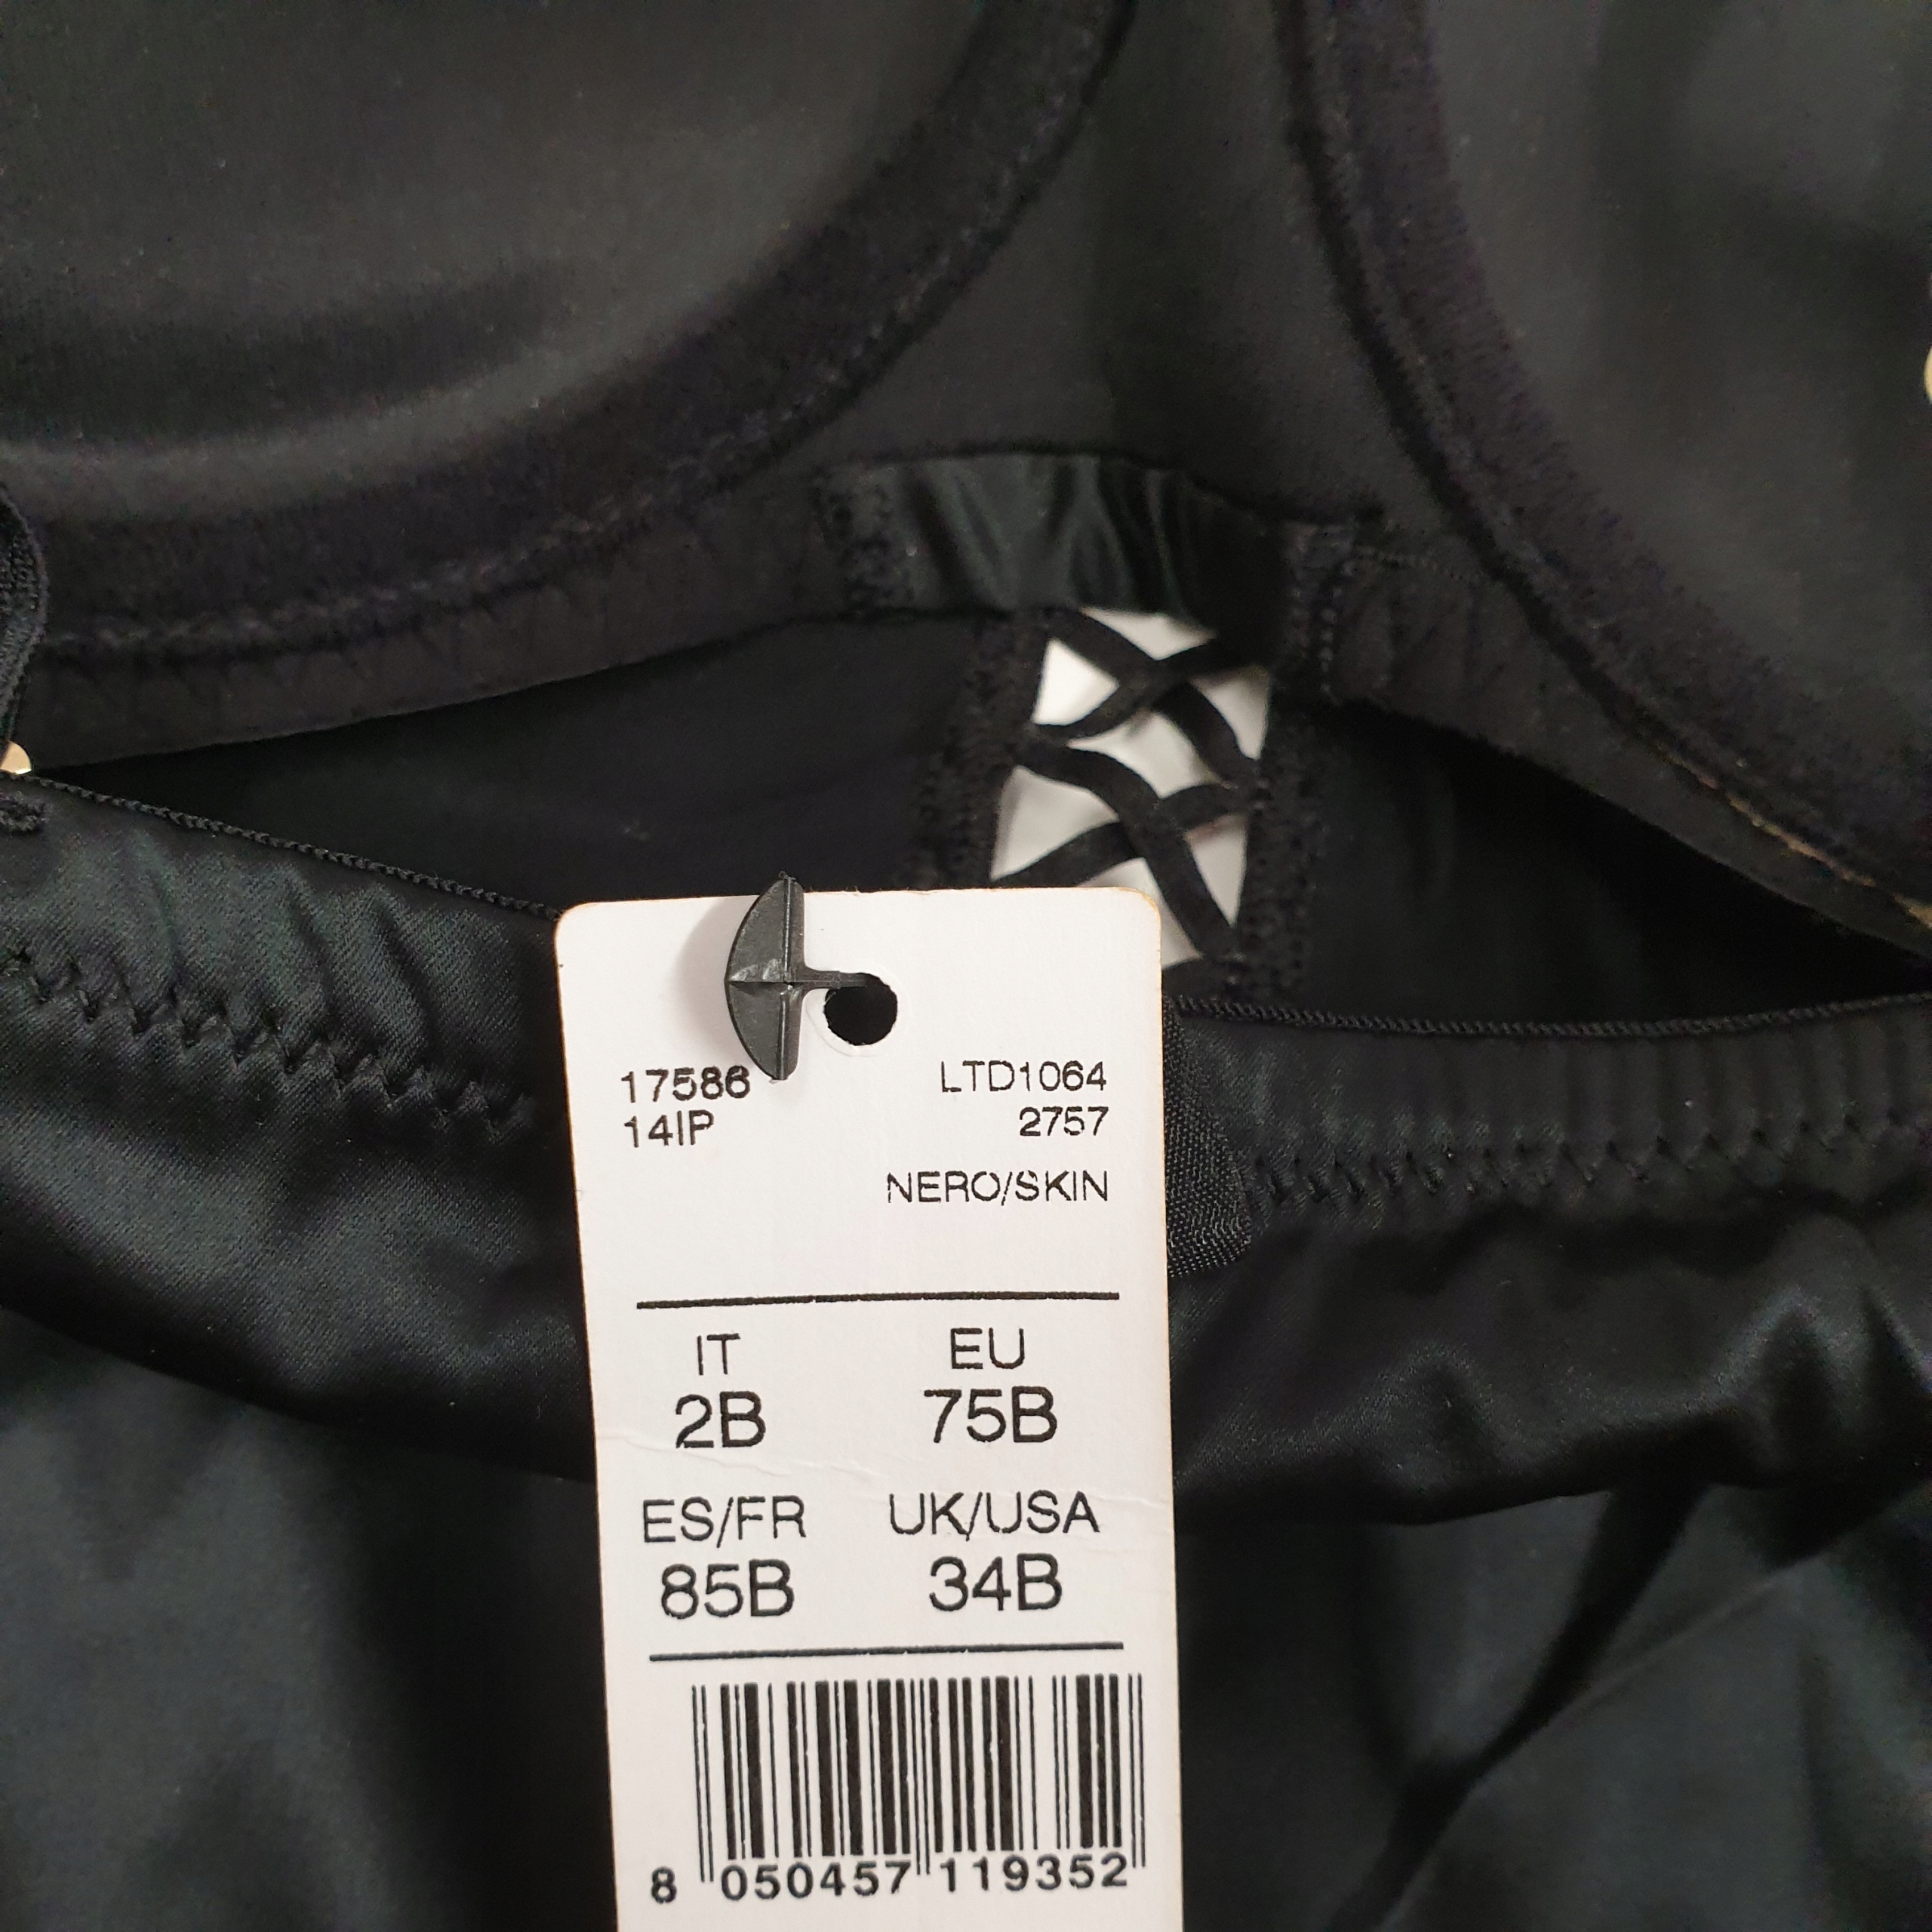 17586 LTD1064
14IP 2757
NERO/SKIN
IT EU
2B 75B
ES/FR UK/USA
85B 34B
8 050457 119352